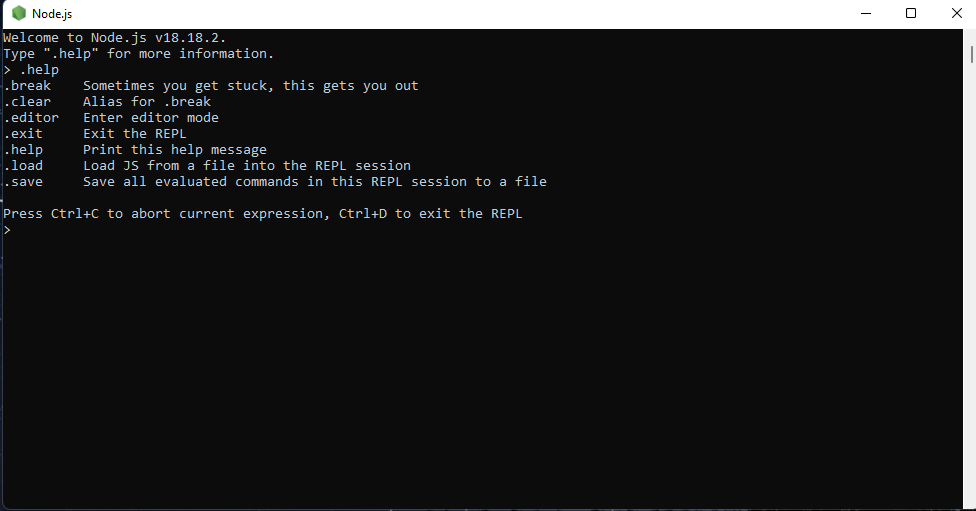 Node.js
Welcome to Node.js v18.18.2.
Type ".help" for more information.
> .help
.break    Sometimes you get stuck, this gets you out
.clear    Alias for .break
.editor   Enter editor mode
.exit     Exit the REPL
.help     Print this help message
.load     Load JS from a file into the REPL session
.save     Save all evaluated commands in this REPL session to a file
Press Ctrl+C to abort current expression, Ctrl+D to exit the REPL
>